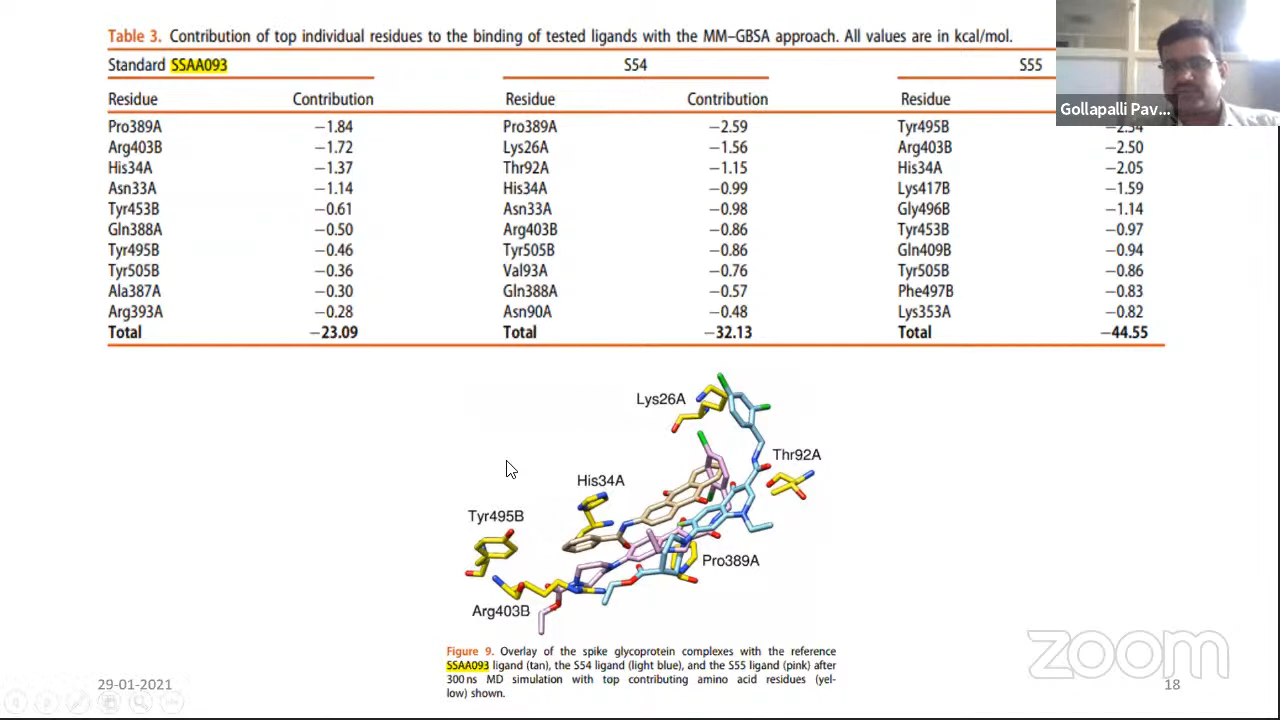 Table 3. Contribution of top individual residues to the binding of tested ligands with the MM–GBSA approach. All values are in kcal/mol.
Standard SSAA093 S54 S55
Residue Contribution Residue Contribution Residue
Pro389A −1.84 Pro389A −2.59 Tyr495B −2.54
Arg403B −1.72 Lys26A −1.56 Arg403B −2.50
His34A −1.37 Thr92A −1.15 His34A −2.05
Asn33A −1.14 His34A −0.99 Lys417B −1.59
Tyr453B −0.61 Asn33A −0.98 Gly496B −1.14
Gln388A −0.50 Arg403B −0.86 Tyr453B −0.97
Tyr495B −0.46 Tyr505B −0.86 Gln409B −0.94
Tyr505B −0.36 Val93A −0.76 Tyr505B −0.86
Ala387A −0.30 Gln388A −0.57 Phe497B −0.83
Arg393A −0.28 Asn90A −0.48 Lys353A −0.82
Total −23.09 Total −32.13 Total −44.55
Gollapalli Pav...
Lys26A
Thr92A
His34A
Tyr495B
Pro389A
Arg403B
Figure 9. Overlay of the spike glycoprotein complexes with the reference
SSAA093 ligand (tan), the S54 ligand (light blue), and the S55 ligand (pink) after
300 ns MD simulation with top contributing amino acid residues (yel-
low) shown.
29-01-2021
18
zoom